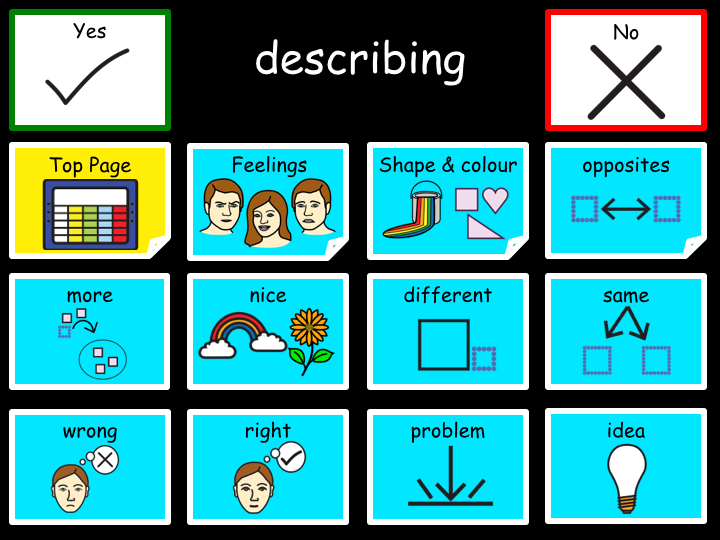 Yes
describing
No
Top Page
Feelings
Shape & colour
opposites
more
nice
different
same
wrong
right
problem
idea